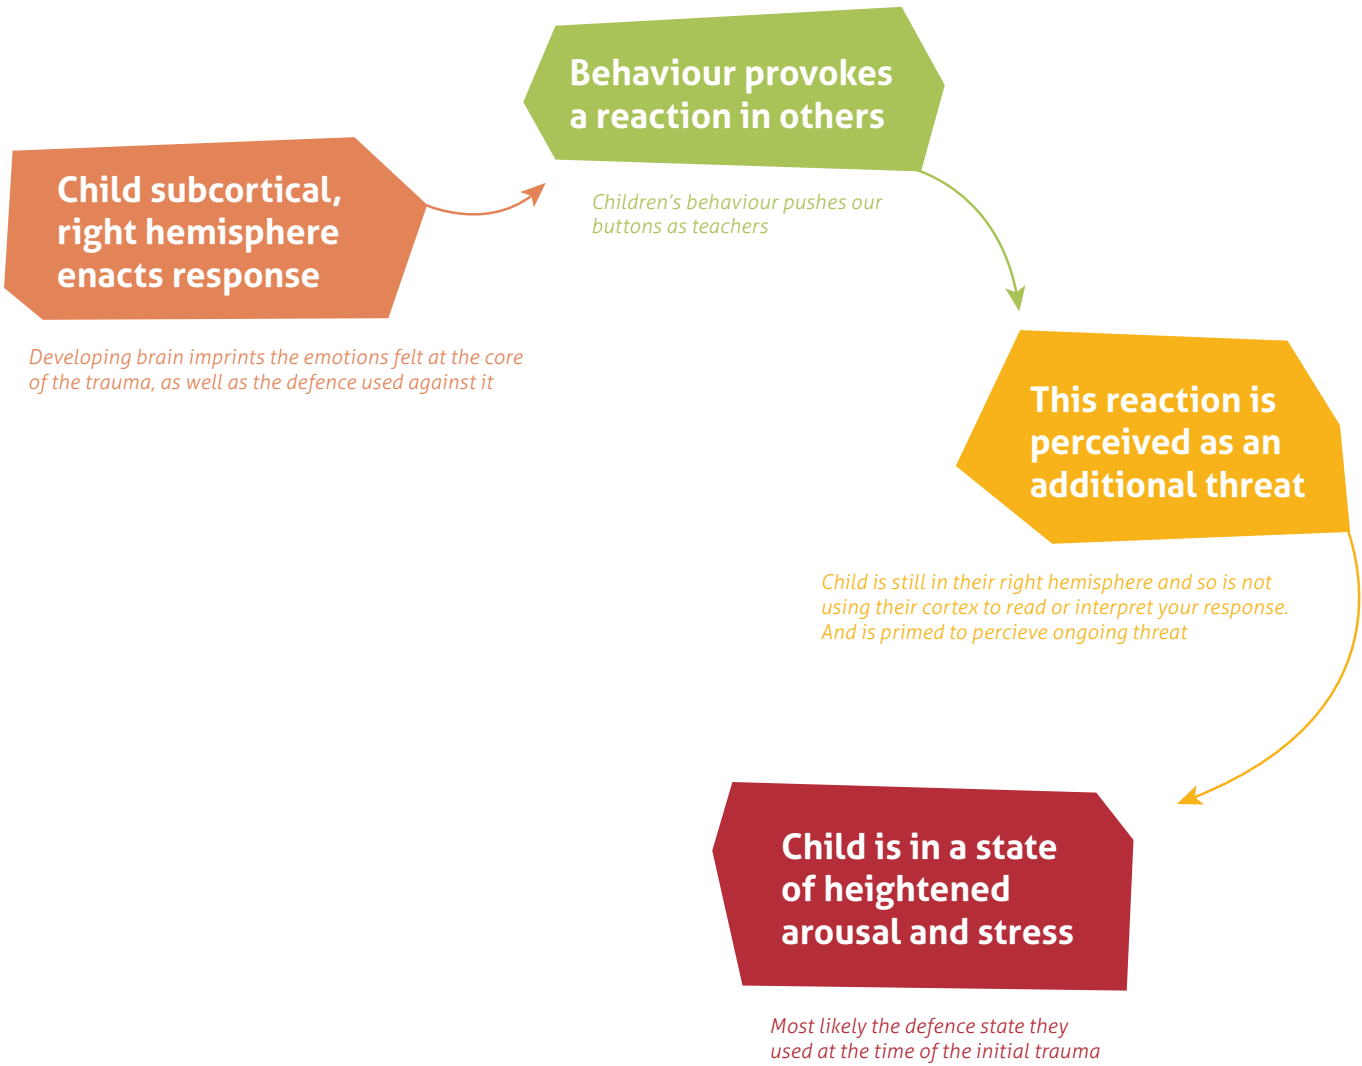 Child subcortical,
right hemisphere
enacts response
Developing brain imprints the emotions felt at the core
of the trauma, as well as the defence used against it
Behaviour provokes
a reaction in others
Children’s behaviour pushes our
buttons as teachers
This reaction is
perceived as an
additional threat
Child is still in their right hemisphere and so is not
using their cortex to read or interpret your response.
And is primed to percieve ongoing threat
Child is in a state
of heightened
arousal and stress
Most likely the defence state they
used at the time of the initial trauma